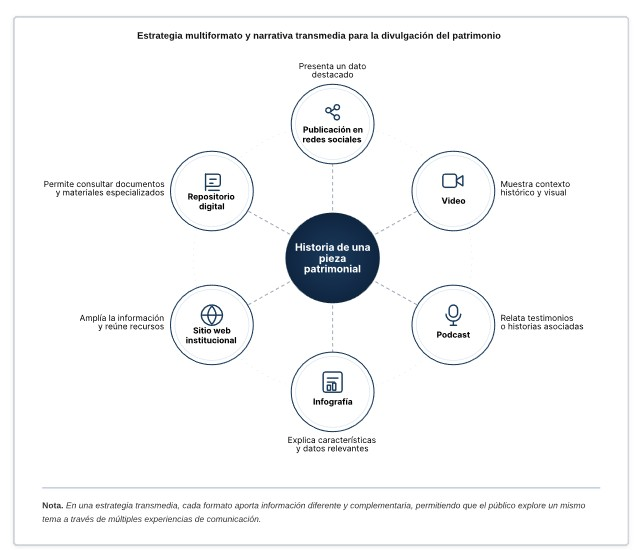 Estrategia multiformato y narrativa transmedia para la divulgación del patrimonio
Presenta un dato
destacado
Publicación en
redes sociales
Permite consultar documentos
y materiales especializados
Repositorio
digital
Video
Muestra contexto
histórico y visual
Historia de una
pieza
patrimonial
Amplía la información
y reúne recursos
Sitio web
institucional
Podcast
Relata testimonios
o historias asociadas
Infografía
Explica características
y datos relevantes
Nota. En una estrategia transmedia, cada formato aporta información diferente y complementaria, permitiendo que el público explore un mismo
tema a través de múltiples experiencias de comunicación.